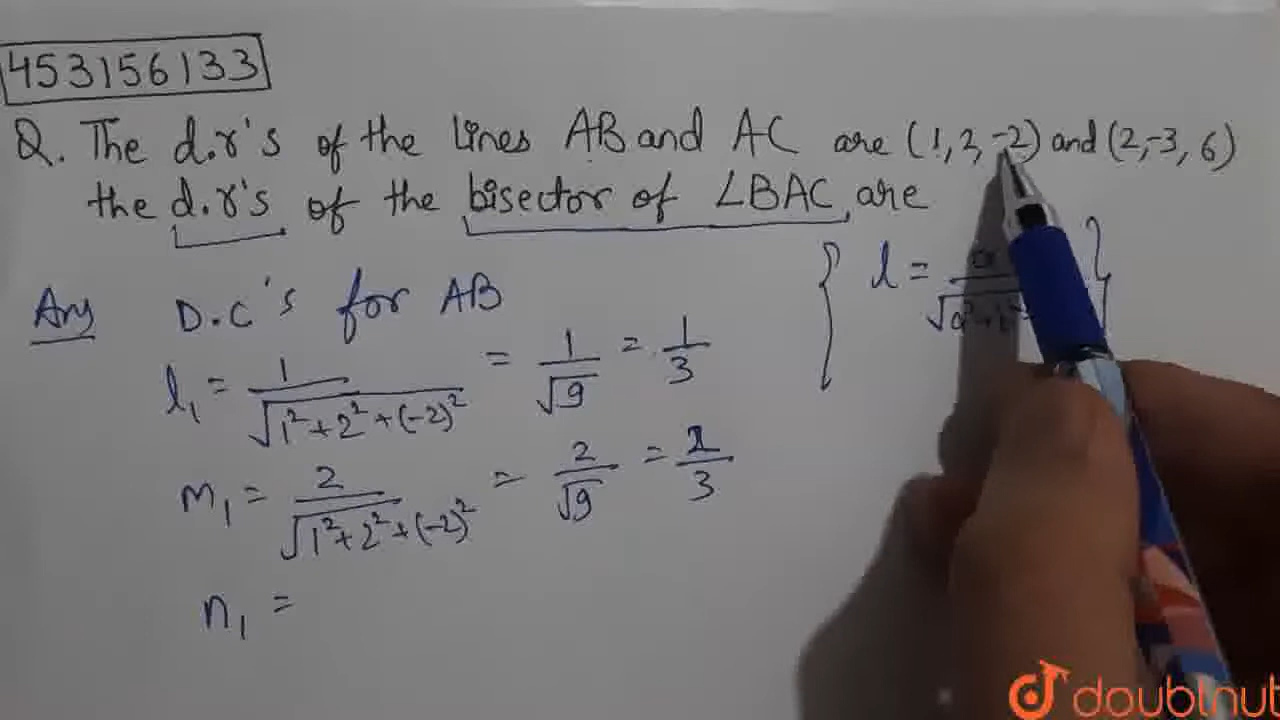 453156133
Q. The d.r's of the lines AB and AC are (1, 2, -2) and (2, -3, 6)
the d.r's of the bisector of ∠BAC, are
Ans D.C's for AB
l₁ = 1/√(1²+2²+(-2)²) = 1/√9 = 1/3
m₁ = 2/√(1²+2²+(-2)²) = 2/√9 = 2/3
n₁ =
{ l = }
doubtnut